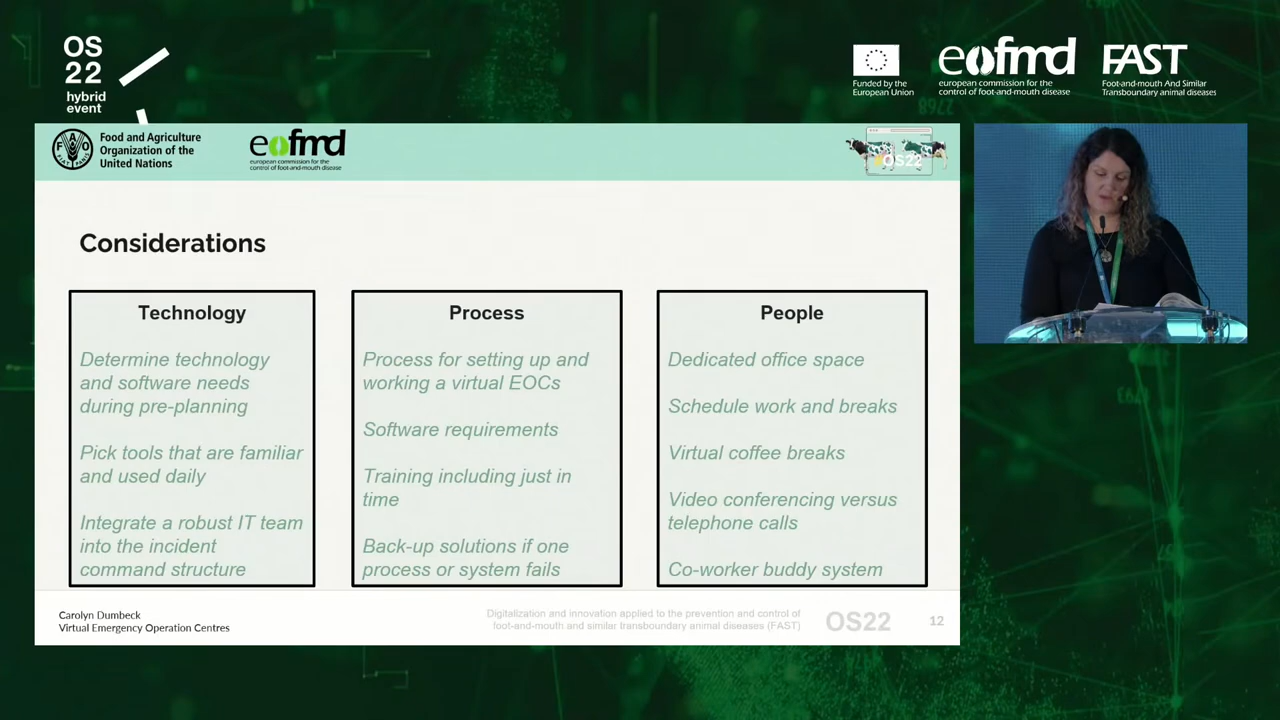 OS
22
hybrid
event
Funded by the
European Union
eofmd
european commission for the
control of foot-and-mouth disease
FAST
Foot-and-mouth And Similar
Transboundary animal diseases
FAO
Food and Agriculture
Organization of the
United Nations
eofmd
european commission for the
control of foot-and-mouth disease
#OS22
Considerations
Technology
Determine technology
and software needs
during pre-planning
Pick tools that are familiar
and used daily
Integrate a robust IT team
into the incident
command structure
Process
Process for setting up and
working a virtual EOCs
Software requirements
Training including just in
time
Back-up solutions if one
process or system fails
People
Dedicated office space
Schedule work and breaks
Virtual coffee breaks
Video conferencing versus
telephone calls
Co-worker buddy system
Carolyn Dumbeck
Virtual Emergency Operation Centres
Digitalization and innovation applied to the prevention and control of
foot-and-mouth and similar transboundary animal diseases (FAST)
OS22
12